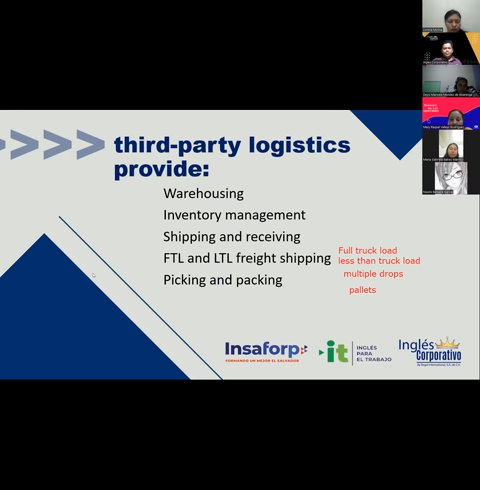 third-party logistics
provide:
Warehousing
Inventory management
Shipping and receiving
FTL and LTL freight shipping
Picking and packing
Full truck load
less than truck load
multiple drops
pallets
Insaforp
FORMANDO UN MEJOR EL SALVADOR
it
INGLÉS
PARA
EL TRABAJO
Inglés
Corporativo